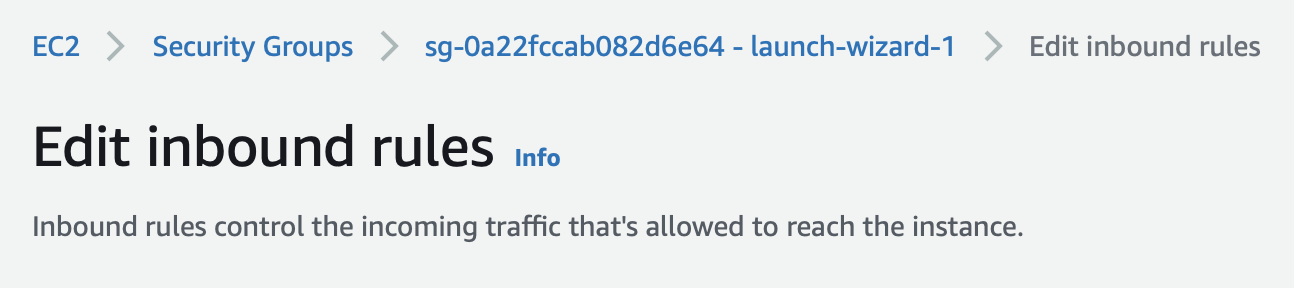 EC2 > Security Groups > sg-0a22fccab082d6e64 - launch-wizard-1 > Edit inbound rules
Edit inbound rules Info
Inbound rules control the incoming traffic that's allowed to reach the instance.